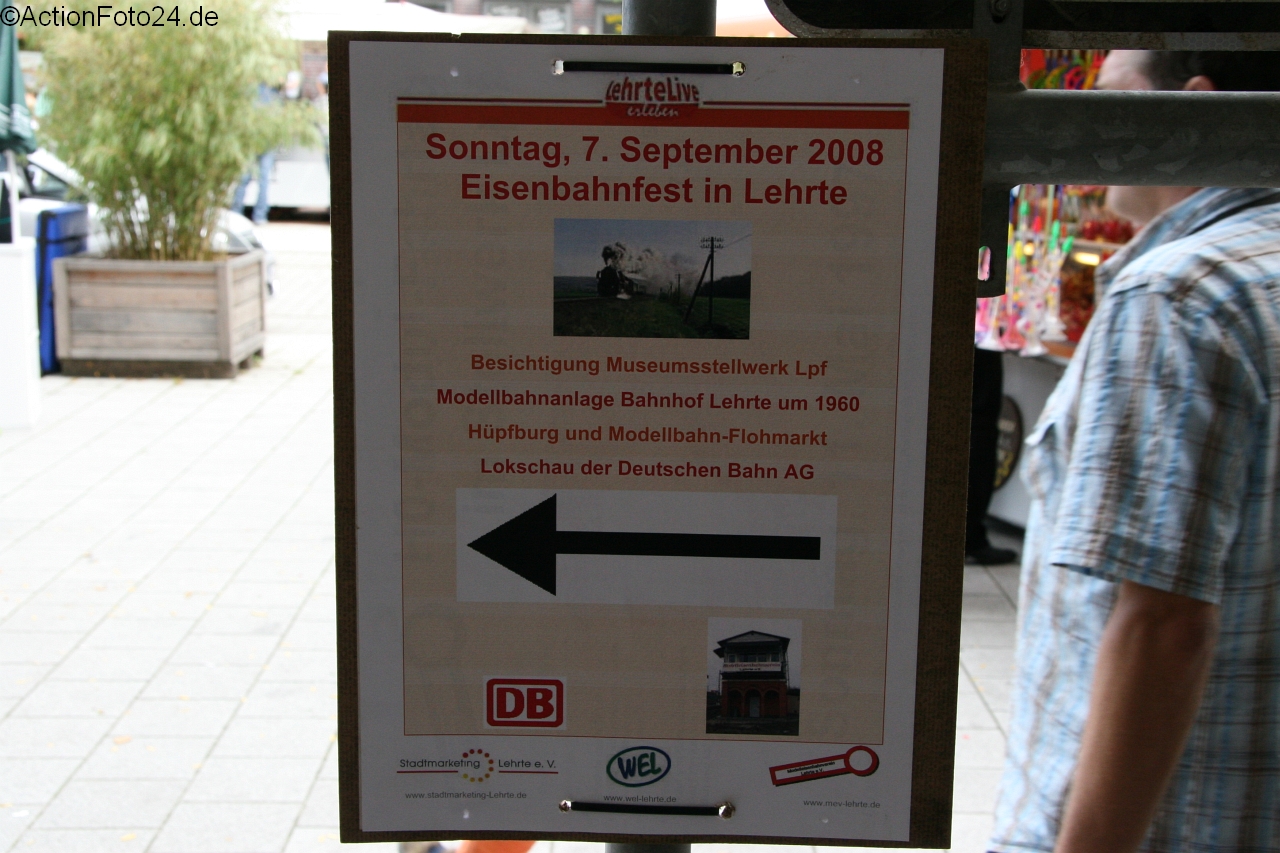 ©ActionFoto24.de
LehrteLive
erleben
Sonntag, 7. September 2008
Eisenbahnfest in Lehrte
Besichtigung Museumsstellwerk Lpf
Modellbahnanlage Bahnhof Lehrte um 1960
Hüpfburg und Modellbahn-Flohmarkt
Lokschau der Deutschen Bahn AG
DB
Stadtmarketing Lehrte e. V.
www.stadtmarketing-Lehrte.de
WEL
www.wel-lehrte.de
www.mev-lehrte.de